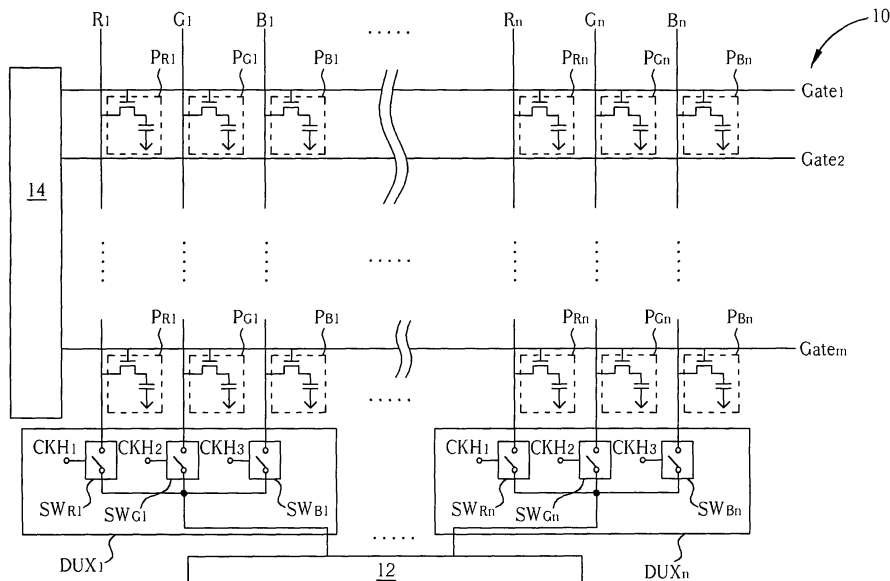 R1 G1 B1 ..... Rn Gn Bn 10
PR1 PG1 PB1 PRn PGn PBn
Gate1
Gate2
14
PR1 PG1 PB1 PRn PGn PBn
Gatem
CKH1 CKH2 CKH3 CKH1 CKH2 CKH3
SWR1 SWG1 SWB1 SWRn SWGn SWBn
DUX1 12 DUXn